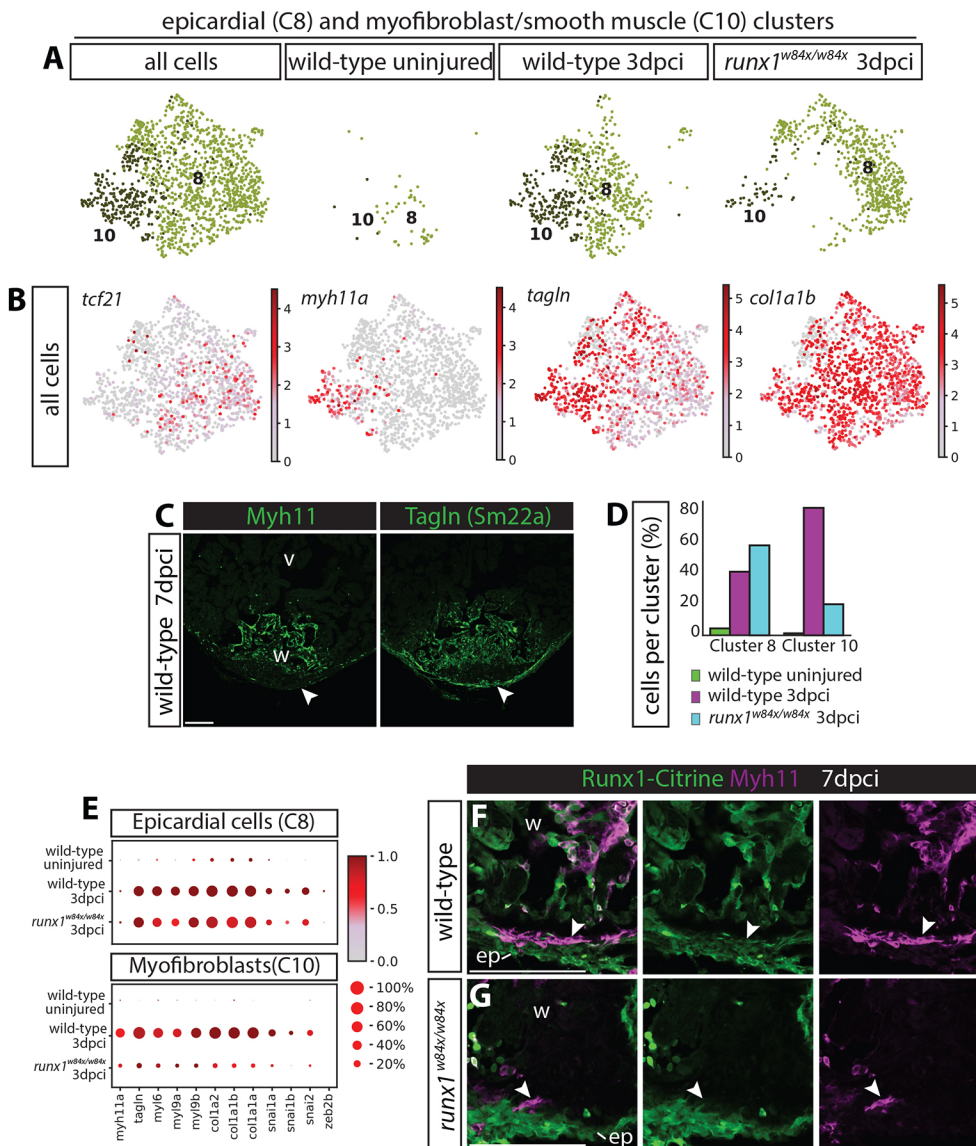 epicardial (C8) and myofibroblast/smooth muscle (C10) clusters
A
all cells
wild-type uninjured
wild-type 3dpci
runx1w84x/w84x 3dpci
8
10
10
8
8
10
8
10
B
all cells
tcf21
4
3
2
1
0
myh11a
4
3
2
1
0
tagln
5
4
3
2
1
0
col1a1b
5
4
3
2
1
0
C
wild-type 7dpci
Myh11
Tagln (Sm22a)
v
w
D
cells per cluster (%)
80
60
40
20
0
Cluster 8
Cluster 10
wild-type uninjured
wild-type 3dpci
runx1w84x/w84x 3dpci
E
Epicardial cells (C8)
wild-type
uninjured
wild-type
3dpci
runx1w84x/w84x
3dpci
Myofibroblasts(C10)
wild-type
uninjured
wild-type
3dpci
runx1w84x/w84x
3dpci
myh11a
tagln
myl6
myl9a
myl9b
col1a2
col1a1b
col1a1a
snai1a
snai1b
snai2
zeb2b
1.0
0.8
0.6
0.4
0.2
0.0
100%
80%
60%
40%
20%
Runx1-Citrine Myh11 7dpci
wild-type
F
w
ep
runx1w84x/w84x
G
w
ep